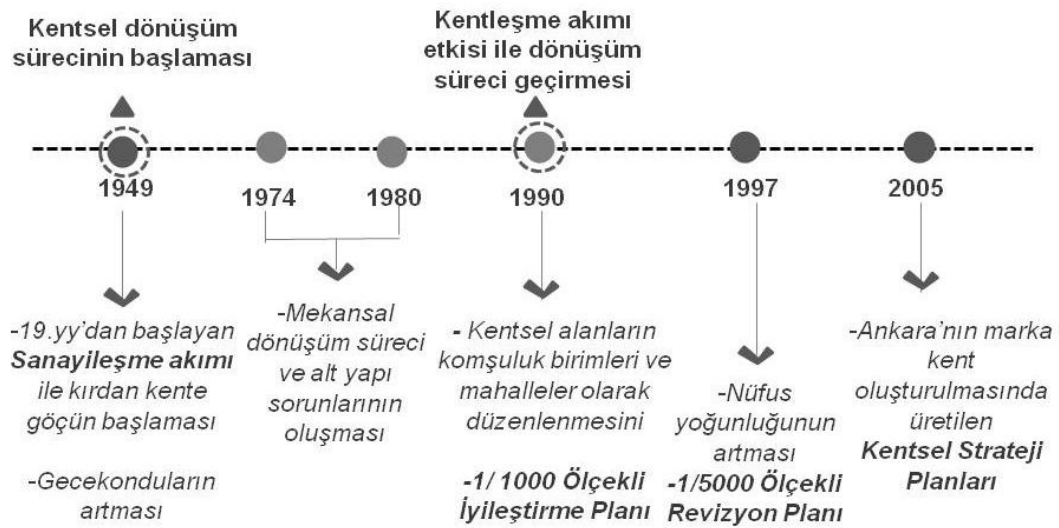 Kentsel dönüşüm
sürecinin başlaması
Kentleşme akımı
etkisi ile dönüşüm
süreci geçirmesi
1949
1974
1980
1990
1997
2005
-19.yy’dan başlayan
Sanayileşme akımı
ile kırdan kente
göçün başlaması
-Gecekonduların
artması
-Mekansal
dönüşüm süreci
ve alt yapı
sorunlarının
oluşması
- Kentsel alanların
komşuluk birimleri ve
mahalleler olarak
düzenlenmesini
-1/ 1000 Ölçekli
İyileştirme Planı
-Nüfus
yoğunluğunun
artması
-1/5000 Ölçekli
Revizyon Planı
-Ankara’nın marka
kent
oluşturulmasında
üretilen
Kentsel Strateji
Planları